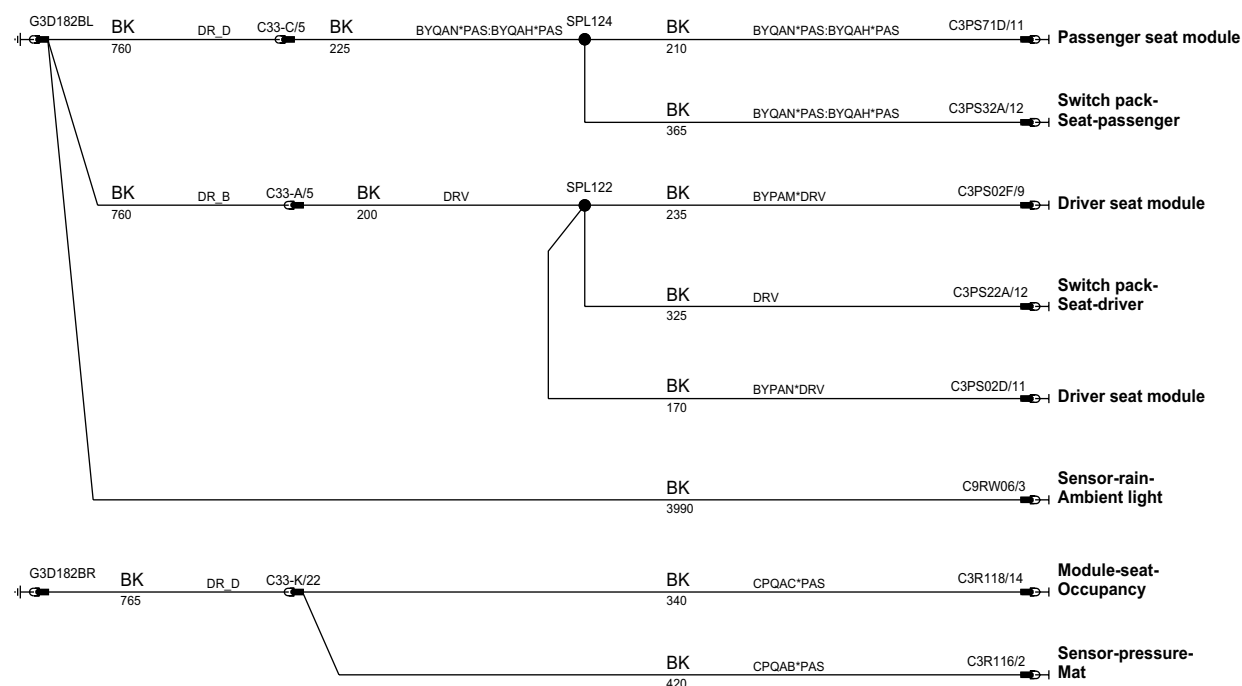 G3D182BL BK DR_D C33-C/5 BK BYQAN*PAS:BYQAH*PAS SPL124 BK BYQAN*PAS:BYQAH*PAS C3PS71D/11 Passenger seat module
760 225 210
Switch pack-
BK BYQAN*PAS:BYQAH*PAS C3PS32A/12 Seat-passenger
365
BK DR_B C33-A/5 BK DRV SPL122 BK BYPAM*DRV C3PS02F/9 Driver seat module
760 200 235
Switch pack-
BK DRV C3PS22A/12 Seat-driver
325
BK BYPAN*DRV C3PS02D/11 Driver seat module
170
Sensor-rain-
BK C9RW06/3 Ambient light
3990
G3D182BR BK DR_D C33-K/22 BK CPQAC*PAS C3R118/14 Module-seat-
Occupancy
765 340
Sensor-pressure-
BK CPQAB*PAS C3R116/2 Mat
420